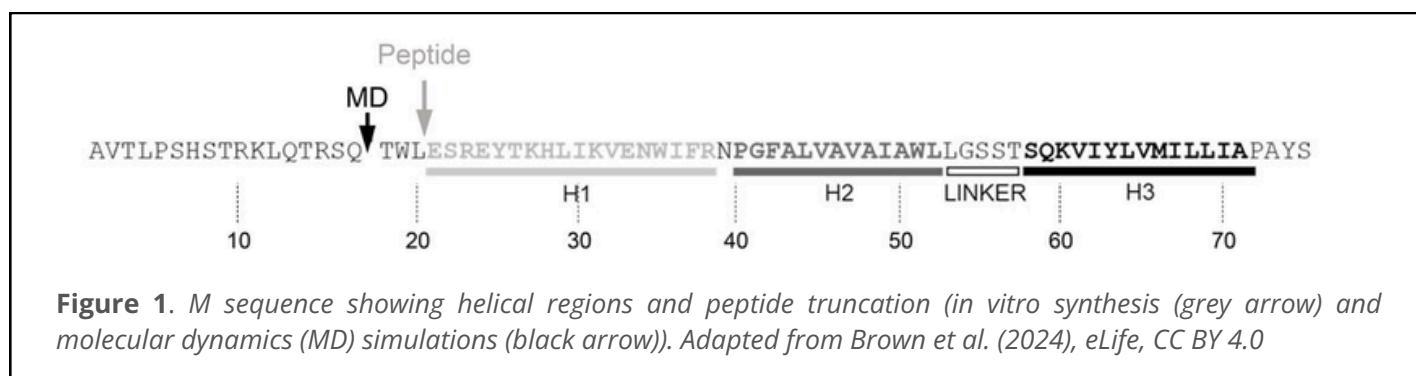 Peptide
MD
AVTLPSHSTRKLQTRSQ TWLESREYTKHLIKVENWIFRNPGFALVAVAIAWLLGSSTSQKVIYLVMILLIAPAYS
H1 H2 LINKER H3
10 20 30 40 50 60 70
Figure 1. M sequence showing helical regions and peptide truncation (in vitro synthesis (grey arrow) and
molecular dynamics (MD) simulations (black arrow)). Adapted from Brown et al. (2024), eLife, CC BY 4.0